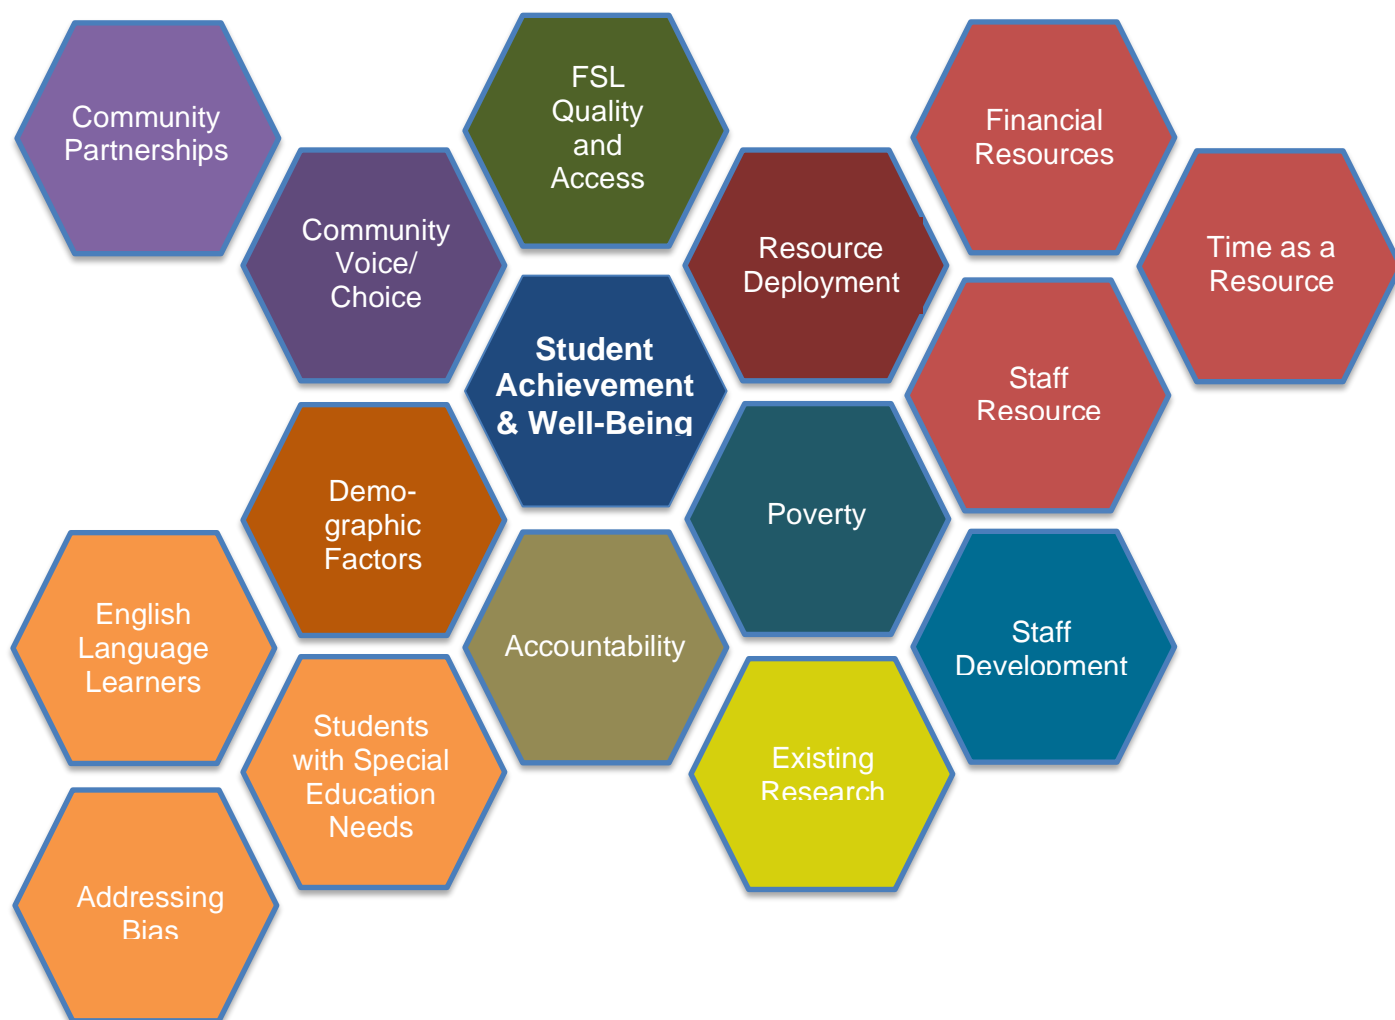 Community
Partnerships
FSL
Quality
and
Access
Financial
Resources
Community
Voice/
Choice
Resource
Deployment
Time as a
Resource
Student
Achievement
& Well-Being
Staff
Resource
Demo-
graphic
Factors
Poverty
English
Language
Learners
Accountability
Staff
Development
Students
with Special
Education
Needs
Existing
Research
Addressing
Bias